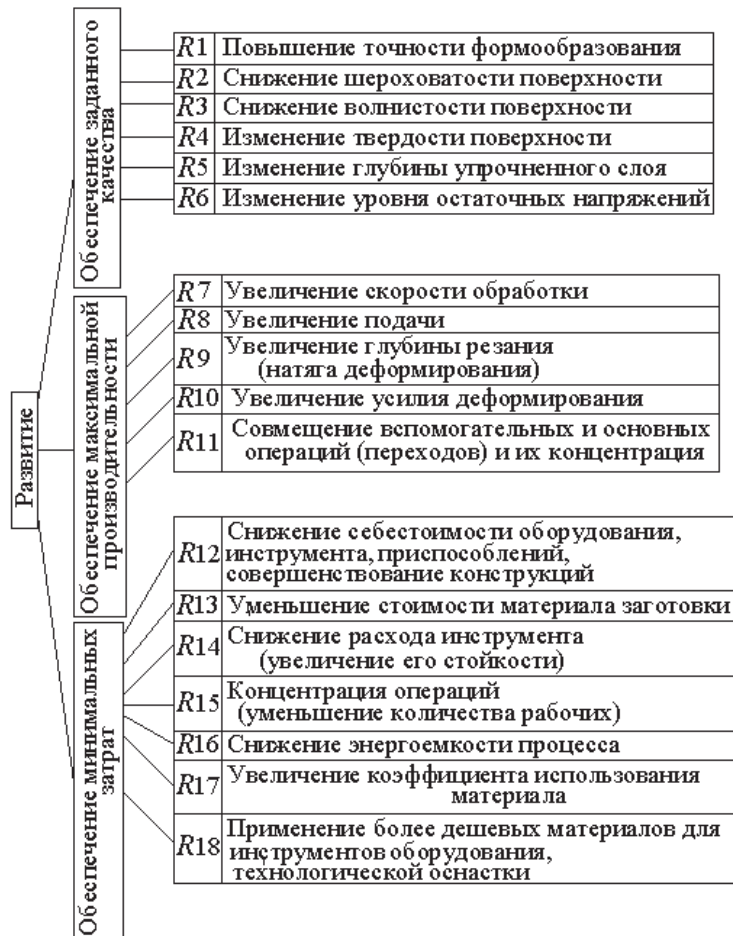 Развитие
Обеспечение заданного
качества
R1 Повышение точности формообразования
R2 Снижение шероховатости поверхности
R3 Снижение волнистости поверхности
R4 Изменение твердости поверхности
R5 Изменение глубины упрочненного слоя
R6 Изменение уровня остаточных напряжений
Обеспечение максимальной
производительности
R7 Увеличение скорости обработки
R8 Увеличение подачи
R9 Увеличение глубины резания
(натяга деформирования)
R10 Увеличение усилия деформирования
R11 Совмещение вспомогательных и основных
операций (переходов) и их концентрация
Обеспечение минимальных
затрат
R12 Снижение себестоимости оборудования,
инструмента, приспособлений,
совершенствование конструкций
R13 Уменьшение стоимости материала заготовки
R14 Снижение расхода инструмента
(увеличение его стойкости)
R15 Концентрация операций
(уменьшение количества рабочих)
R16 Снижение энергоемкости процесса
R17 Увеличение коэффициента использования
материала
R18 Применение более дешевых материалов для
инструментов оборудования,
технологической оснастки